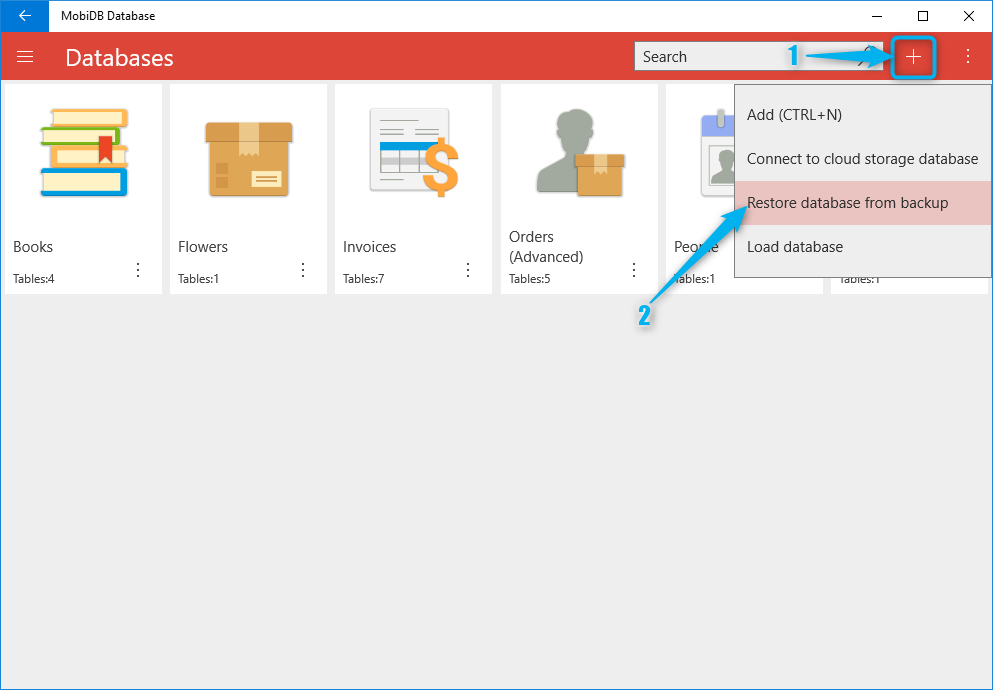 MobiDB Database
Databases
Search
1
Add (CTRL+N)
Connect to cloud storage database
Restore database from backup
Load database
2
Books
Tables:4
Flowers
Tables:1
Invoices
Tables:7
Orders
(Advanced)
Tables:5
People
Tables:1
Tables:1